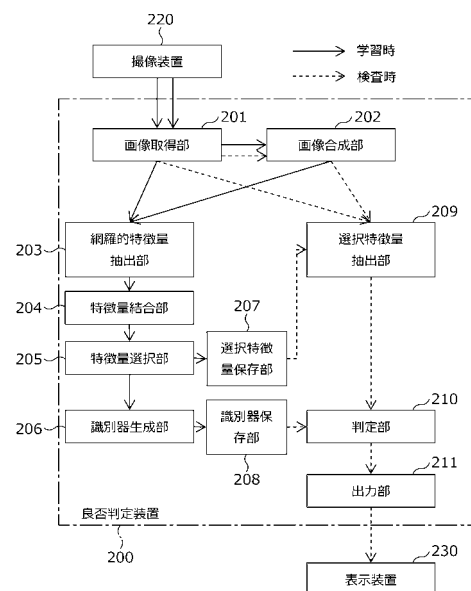 220
撮像装置
学習時
検査時
201
202
画像取得部
画像合成部
209
網羅的特徴量
抽出部
選択特徴量
抽出部
203
204
特徴量結合部
207
205
特徴量選択部
選択特徴
量保存部
210
206
識別器生成部
識別器保
存部
判定部
208
211
出力部
良否判定装置
200
230
表示装置